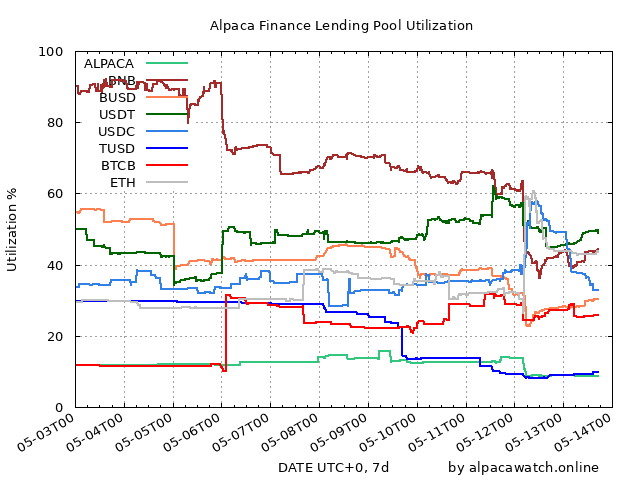 Alpaca Finance Lending Pool Utilization
100
80
60
40
20
0
Utilization %
ALPACA
BNB
BUSD
USDT
USDC
TUSD
BTCB
ETH
05-03T00
05-04T00
05-05T00
05-06T00
05-07T00
05-08T00
05-09T00
05-10T00
05-11T00
05-12T00
05-13T00
05-14T00
DATE UTC+0, 7d
by alpacawatch.online